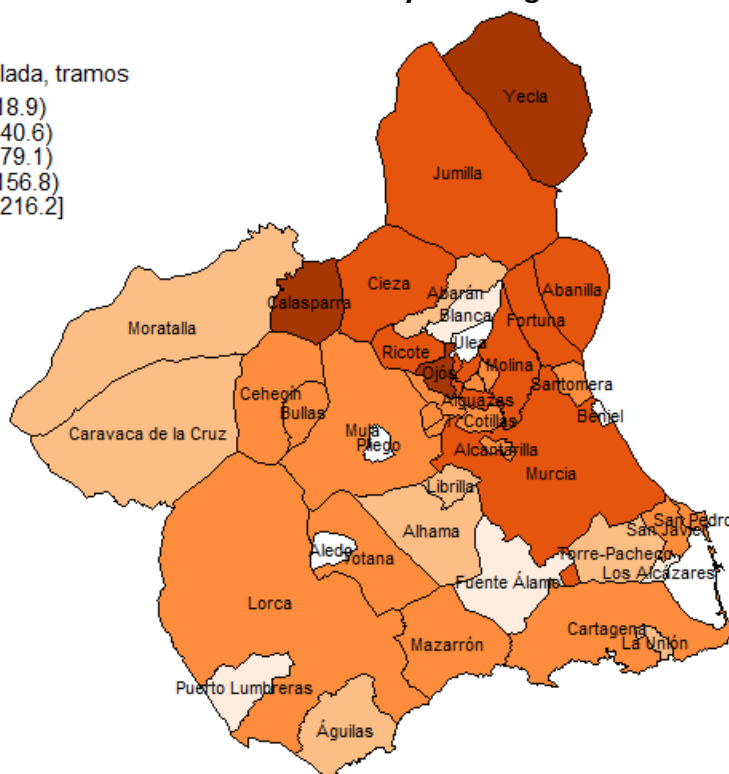 lada, tramos
18.9)
40.6)
79.1)
156.8)
216.2]
Yecla
Jumilla
Cieza
Abarán
Abanilla
Calasparra
Blanca
Fortuna
Moratalla
Ulea
Ricote
Molina
Ojós
Santomera
Cehegín
Alguazas
Bullas
Beniel
T. Cotillas
Caravaca de la Cruz
Mula
Pliego
Alcantarilla
Murcia
Librilla
San Pedro
Alhama
San Javier
Aledo
Totana
Torre-Pacheco
Los Alcázares
Fuente Álamo
Lorca
Cartagena
Mazarrón
La Unión
Puerto Lumbreras
Águilas